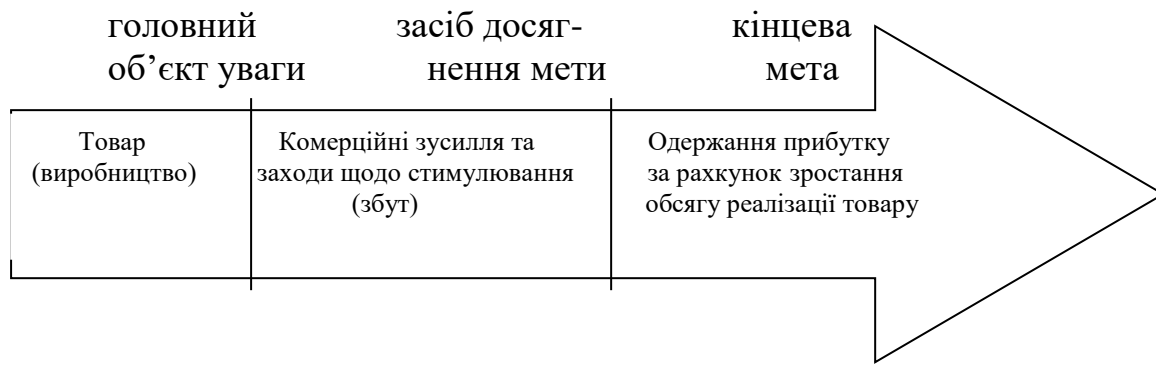 головний
об’єкт уваги
засіб досяг-
нення мети
кінцева
мета
Товар
(виробництво)
Комерційні зусилля та
заходи щодо стимулювання
(збут)
Одержання прибутку
за рахкунок зростання
обсягу реалізації товару